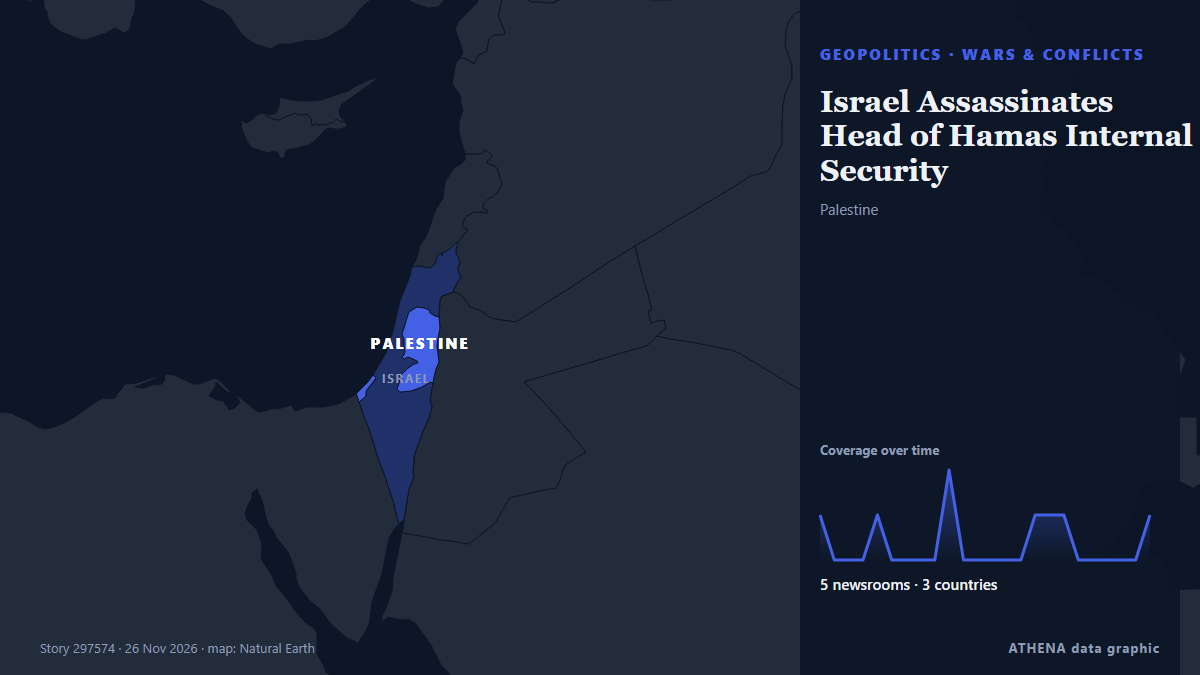 GEOPOLITICS · WARS & CONFLICTS
Israel Assassinates
Head of Hamas Internal
Security
Palestine
PALESTINE
ISRAEL
Coverage over time
5 newsrooms · 3 countries
Story 297574 · 26 Nov 2026 · map: Natural Earth
ATHENA data graphic